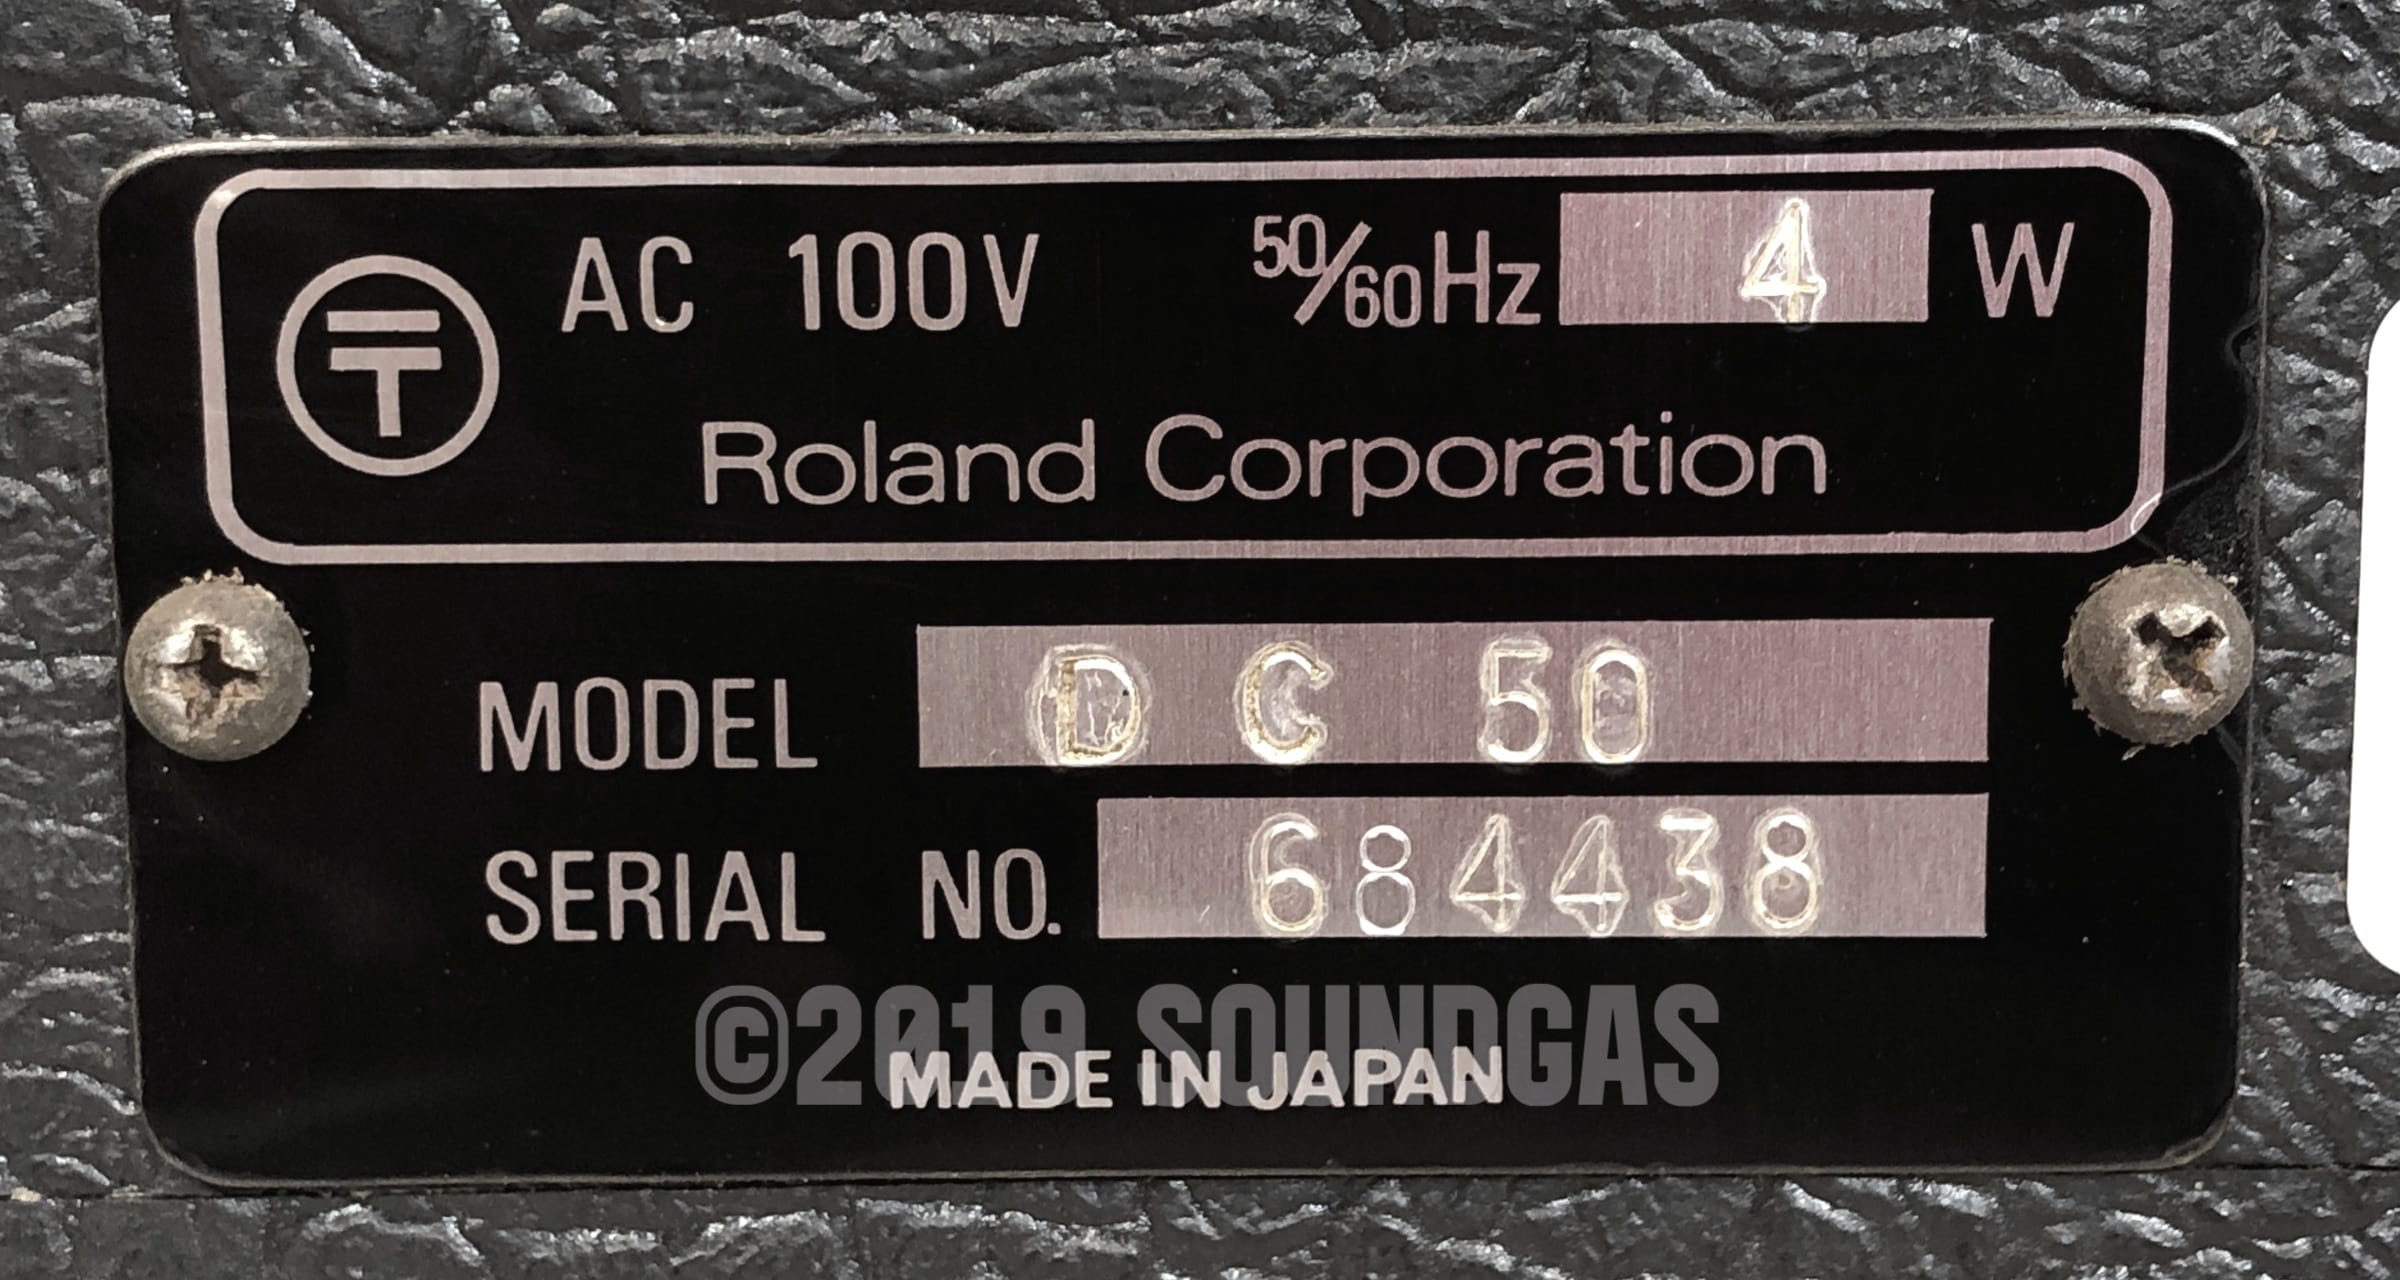 〒 AC 100V 50/60Hz 4 W
Roland Corporation
MODEL DC 50
SERIAL NO. 684438
©2019 SOUNDGAS
MADE IN JAPAN